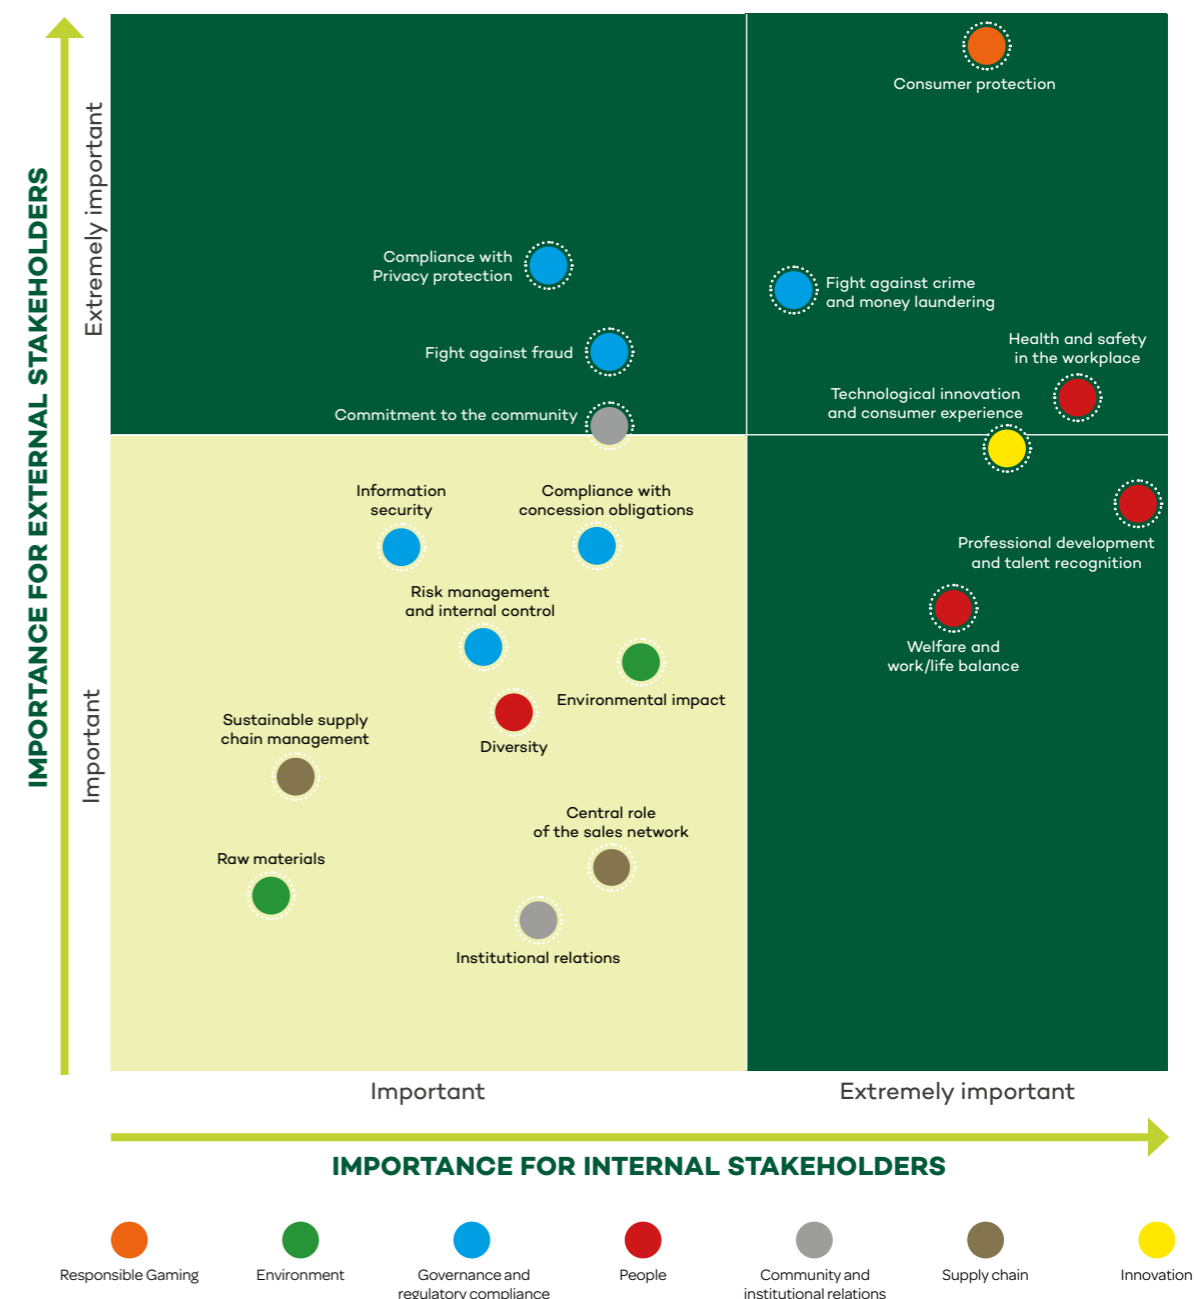 IMPORTANCE FOR EXTERNAL STAKEHOLDERS
Extremely important
Important
Consumer protection
Compliance with
Privacy protection
Fight against crime
and money laundering
Fight against fraud
Health and safety
in the workplace
Technological innovation
and consumer experience
Commitment to the community
Information
security
Compliance with
concession obligations
Professional development
and talent recognition
Risk management
and internal control
Welfare and
work/life balance
Environmental impact
Sustainable supply
chain management
Diversity
Central role
of the sales network
Raw materials
Institutional relations
Important
Extremely important
IMPORTANCE FOR INTERNAL STAKEHOLDERS
Responsible Gaming
Environment
Governance and
regulatory compliance
People
Community and
institutional relations
Supply chain
Innovation